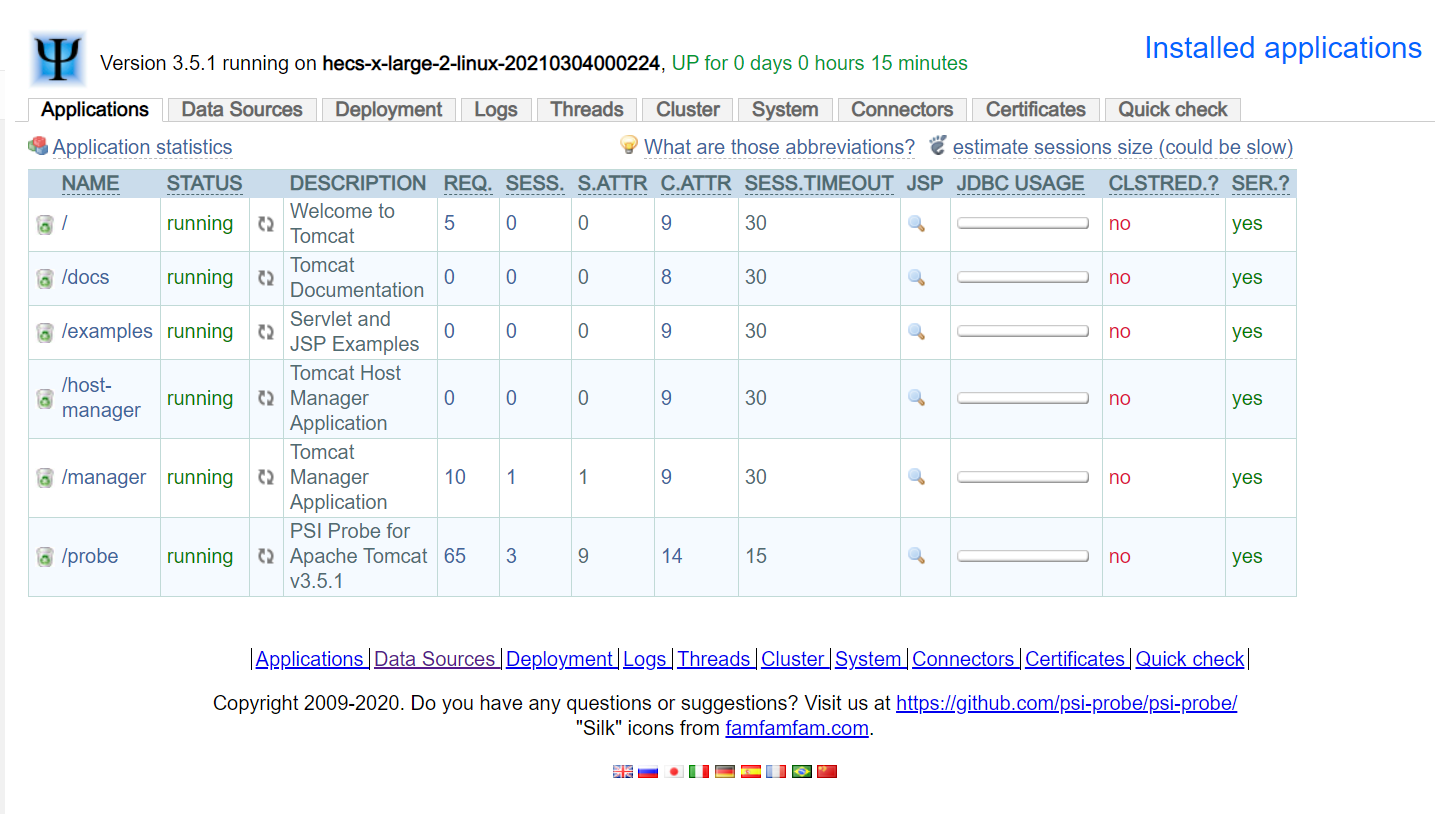 Ψ
Version 3.5.1 running on hecs-x-large-2-linux-20210304000224, UP for 0 days 0 hours 15 minutes
Installed applications
Applications Data Sources Deployment Logs Threads Cluster System Connectors Certificates Quick check
Application statistics What are those abbreviations? estimate sessions size (could be slow)
NAME STATUS DESCRIPTION REQ. SESS. S.ATTR C.ATTR SESS.TIMEOUT JSP JDBC USAGE CLSTRED.? SER.?
/ running Welcome to 5 0 0 9 30 no yes
Tomcat
/docs running Tomcat 0 0 0 8 30 no yes
Documentation
/examples running Servlet and 0 0 0 9 30 no yes
JSP Examples
/host- Tomcat Host
manager running Manager 0 0 0 9 30 no yes
Application
Tomcat
/manager running Manager 10 1 1 9 30 no yes
Application
PSI Probe for
/probe running Apache Tomcat 65 3 9 14 15 no yes
v3.5.1
|Applications |Data Sources |Deployment |Logs |Threads |Cluster |System |Connectors |Certificates |Quick check|
Copyright 2009-2020. Do you have any questions or suggestions? Visit us at https://github.com/psi-probe/psi-probe/
"Silk" icons from famfamfam.com.